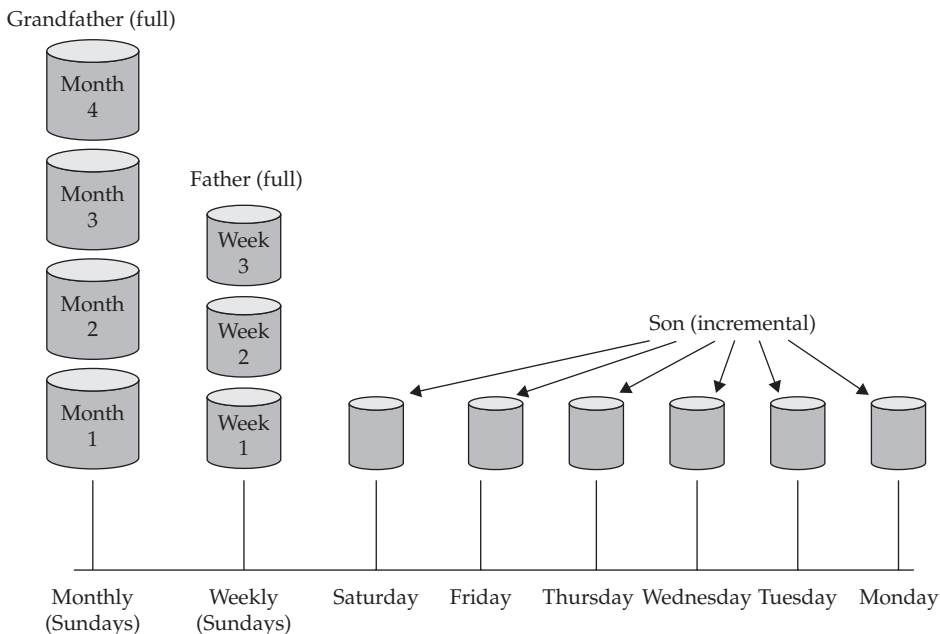 Grandfather (full)
Month
4
Month
3
Month
2
Month
1
Father (full)
Week
3
Week
2
Week
1
Son (incremental)
Monthly
(Sundays)
Weekly
(Sundays)
Saturday
Friday
Thursday
Wednesday
Tuesday
Monday